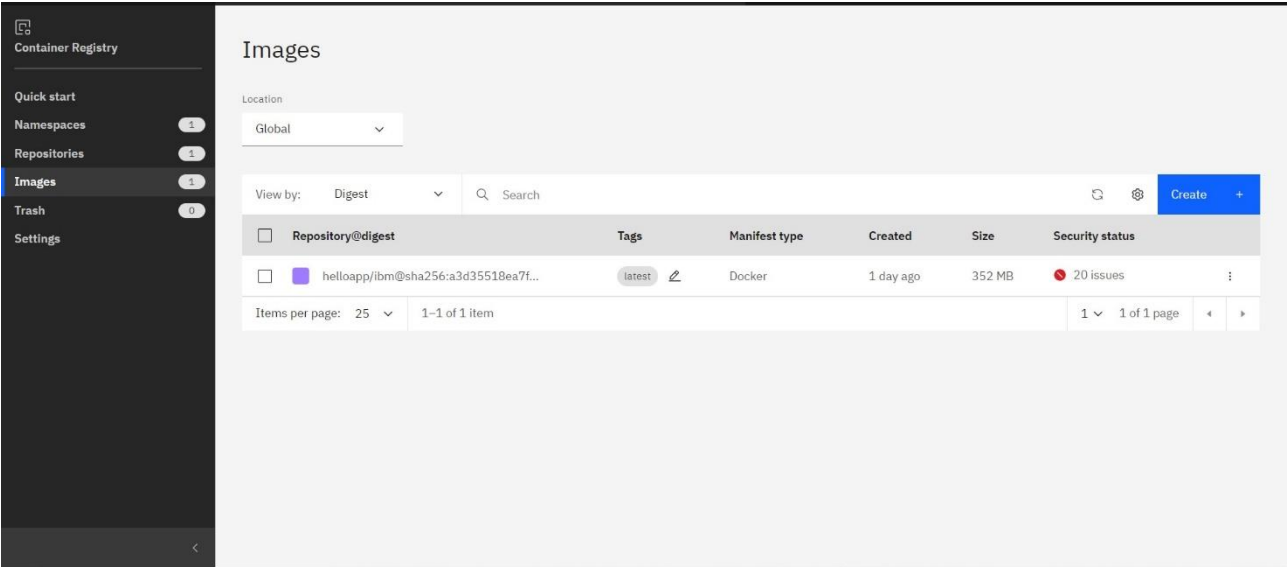 Container Registry
Quick start
Namespaces 1
Repositories 1
Images 1
Trash 0
Settings
Images
Location
Global
View by: Digest Search Create +
Repository@digest Tags Manifest type Created Size Security status
helloapp/ibm@sha256:a3d35518ea7f... latest Docker 1 day ago 352 MB 20 issues
Items per page: 25 1–1 of 1 item 1 1 of 1 page